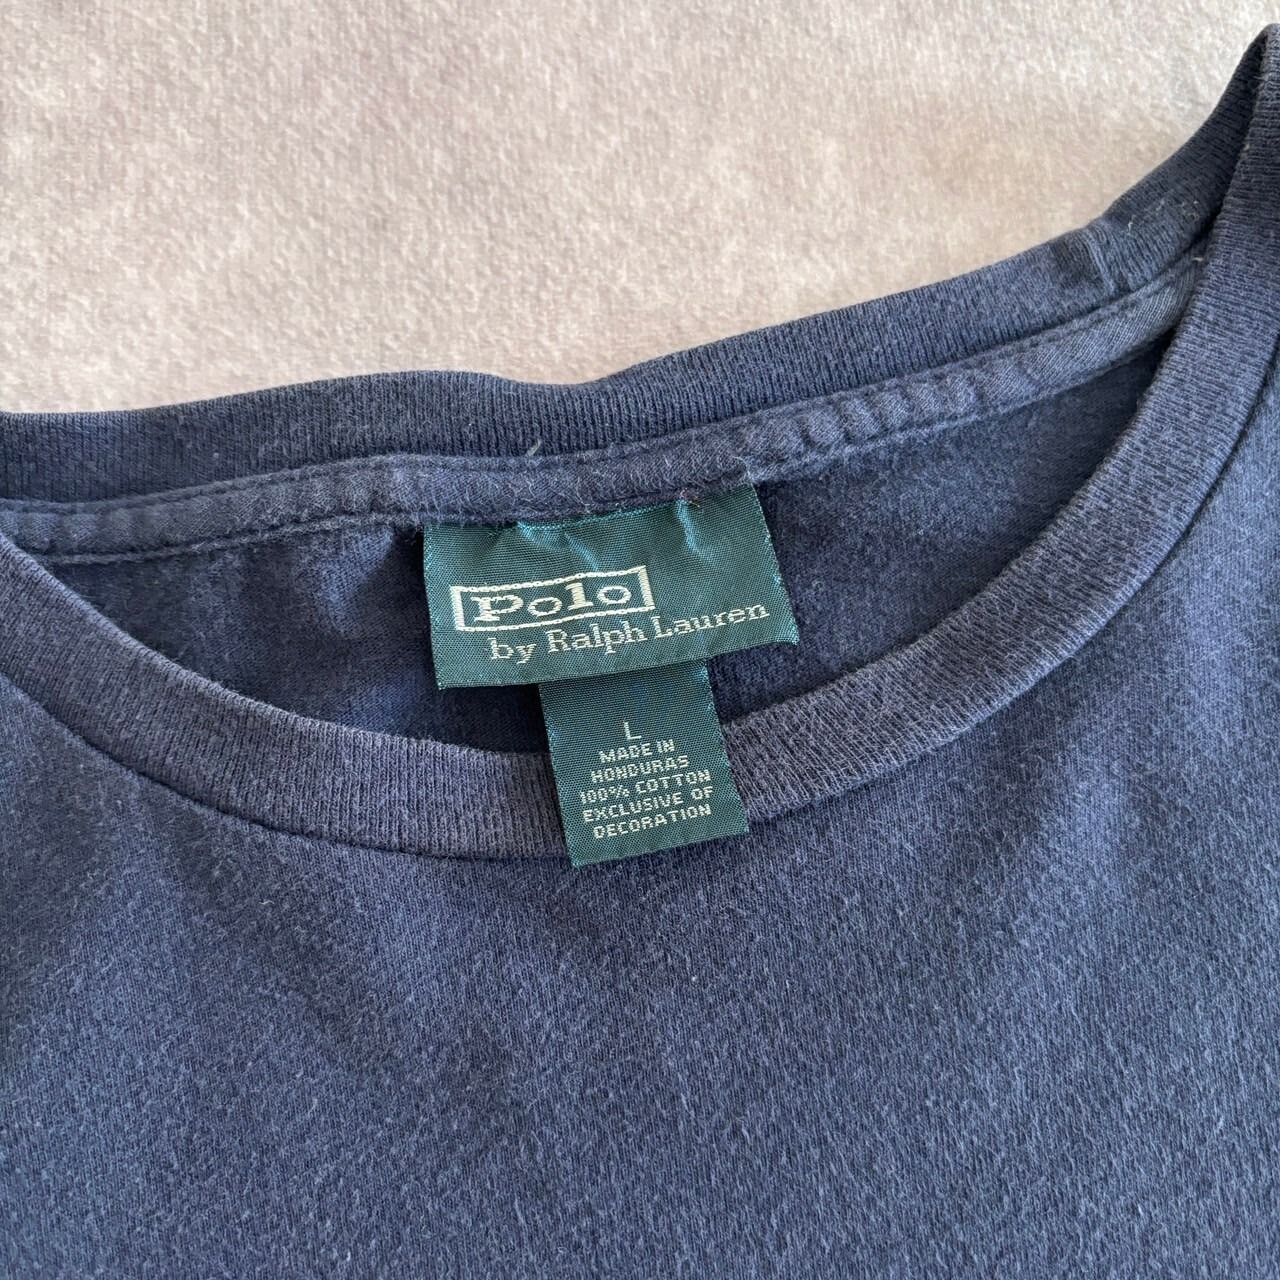 Polo
by Ralph Lauren
L
MADE IN
HONDURAS
100% COTTON
EXCLUSIVE OF
DECORATION